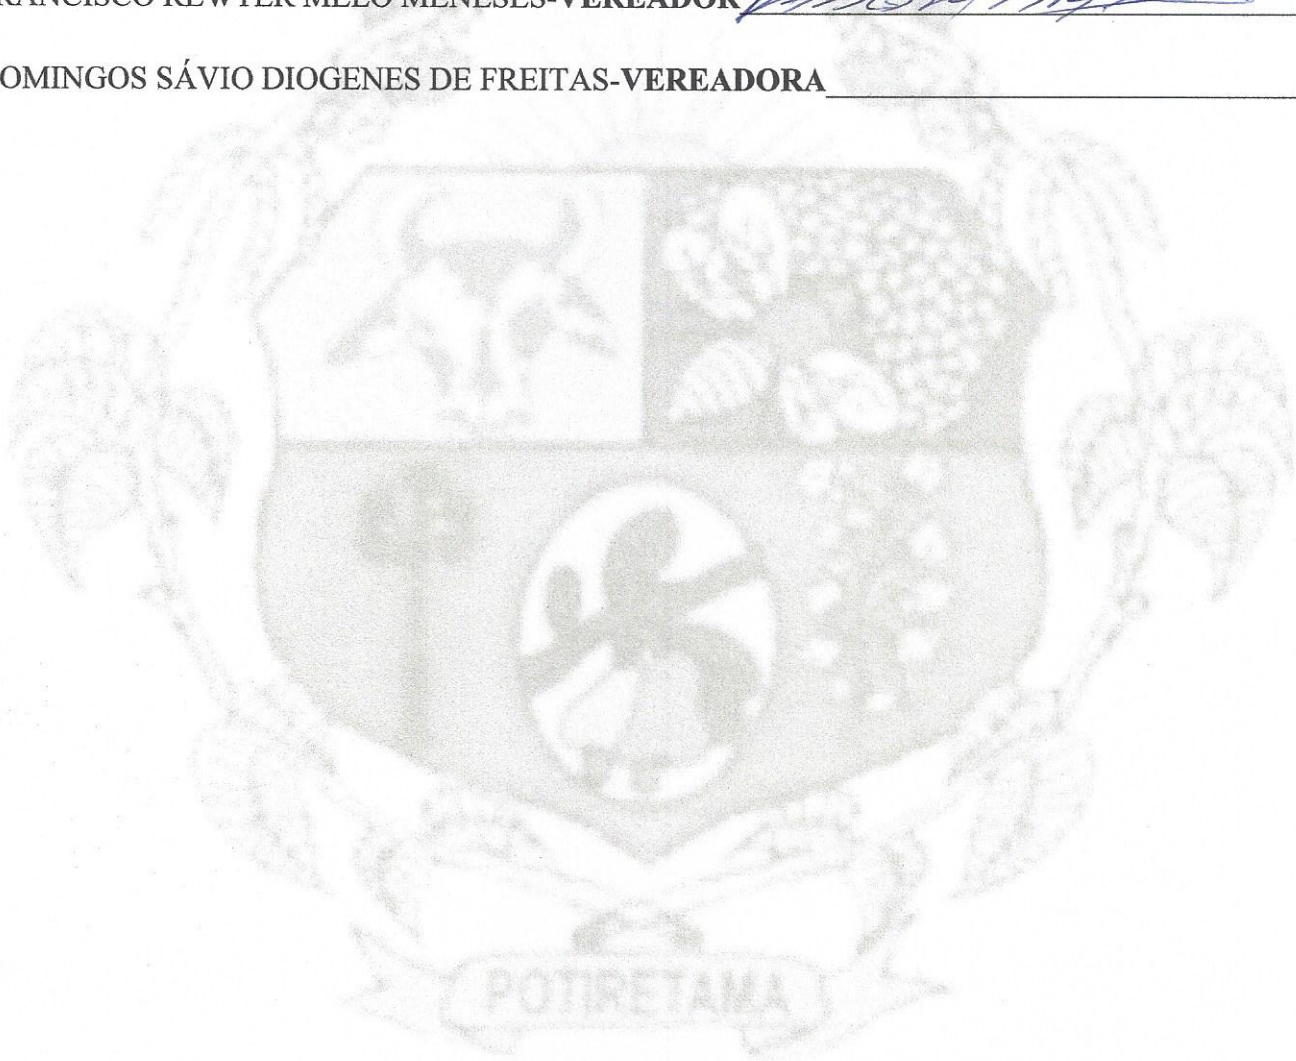 RANCISCO REWTER MELO MENESES-VEREADOR
OMINGOS SÁVIO DIOGENES DE FREITAS-VEREADORA
POTIRETAMA